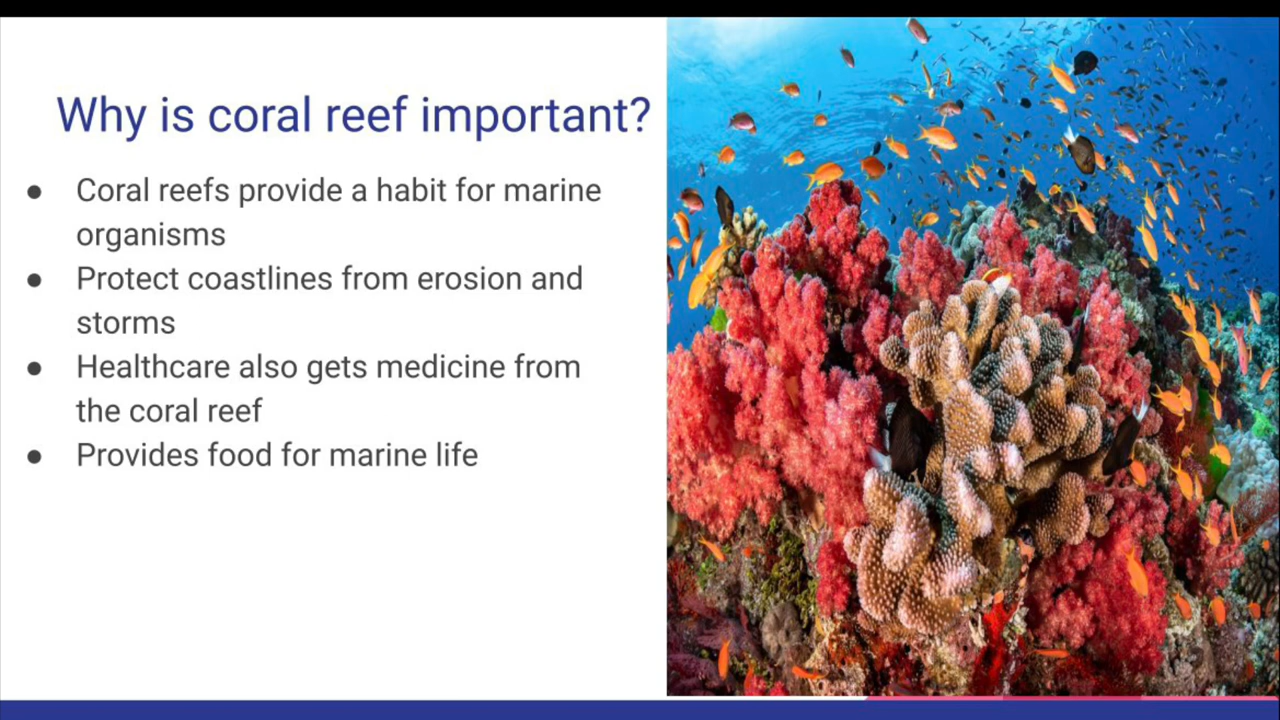 Why is coral reef important?
● Coral reefs provide a habit for marine
organisms
● Protect coastlines from erosion and
storms
● Healthcare also gets medicine from
the coral reef
● Provides food for marine life